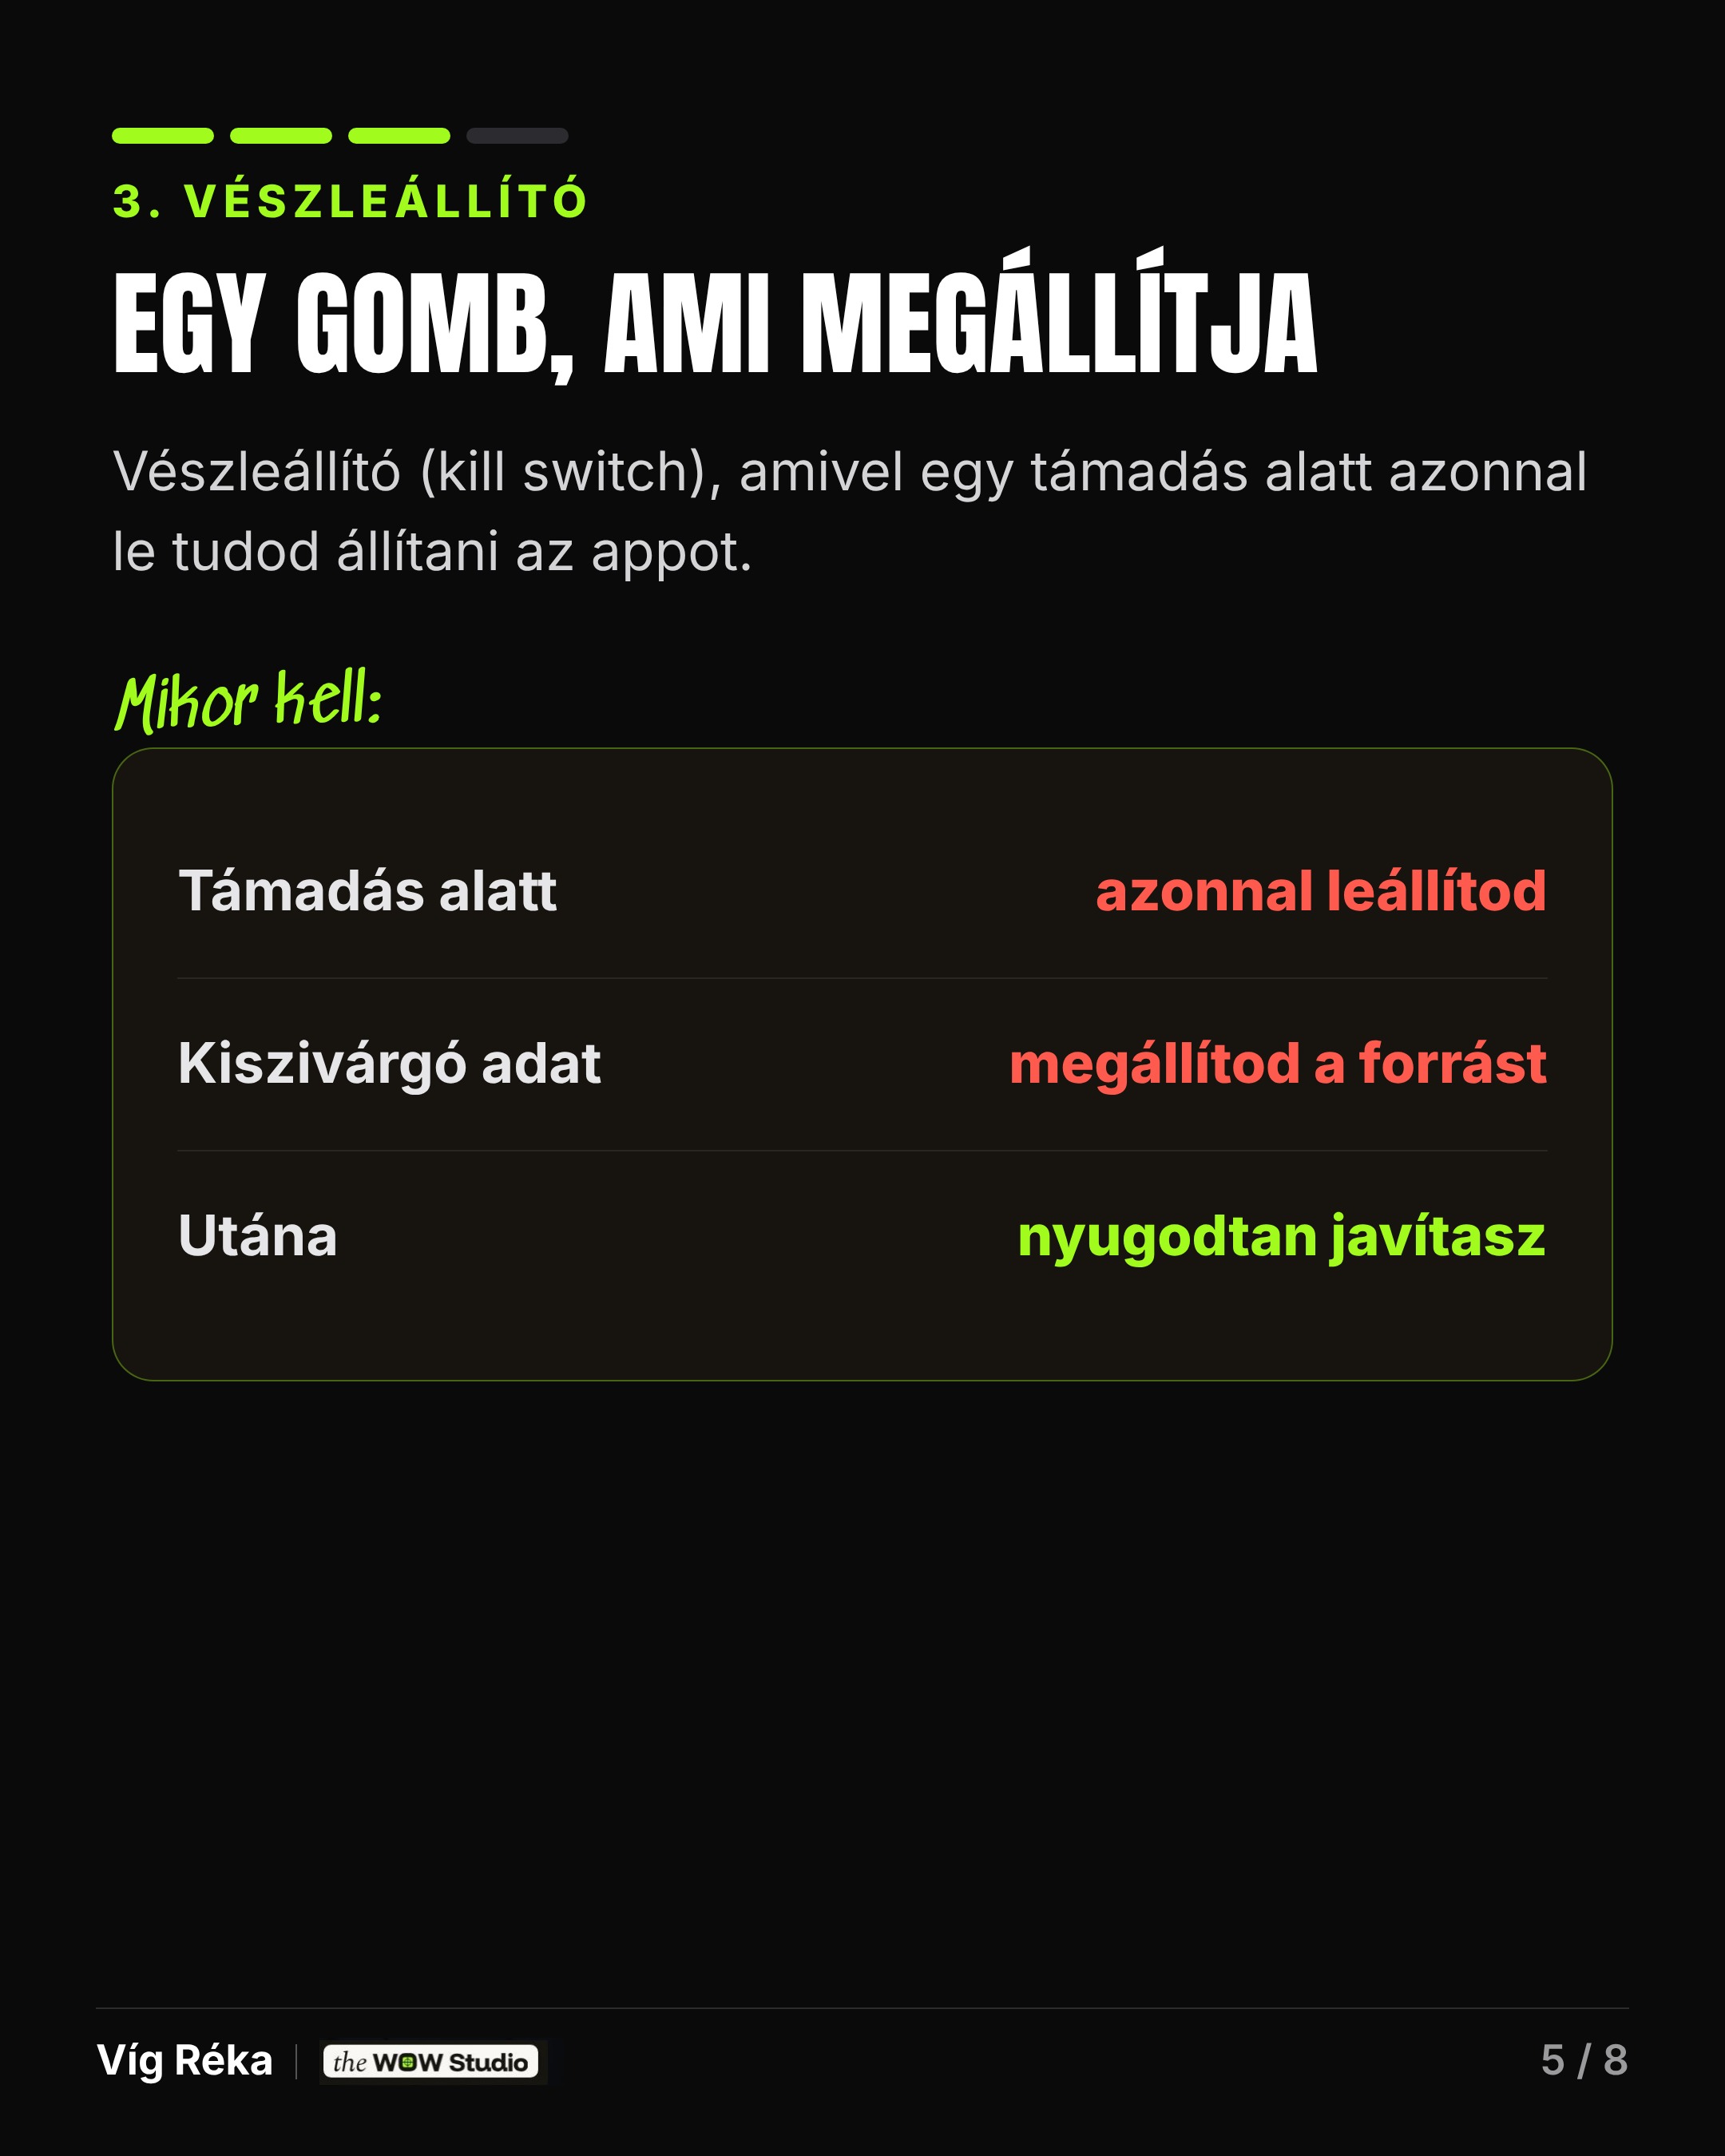 3. VÉSZLEÁLLÍTÓ
EGY GOMB, AMI MEGÁLLÍTJA
Vészleállító (kill switch), amivel egy támadás alatt azonnal
le tudod állítani az appot.
Mikor kell:
Támadás alatt azonnal leállítod
Kiszivárgó adat megállítod a forrást
Utána nyugodtan javítasz
Víg Réka the WOW Studio 5 / 8